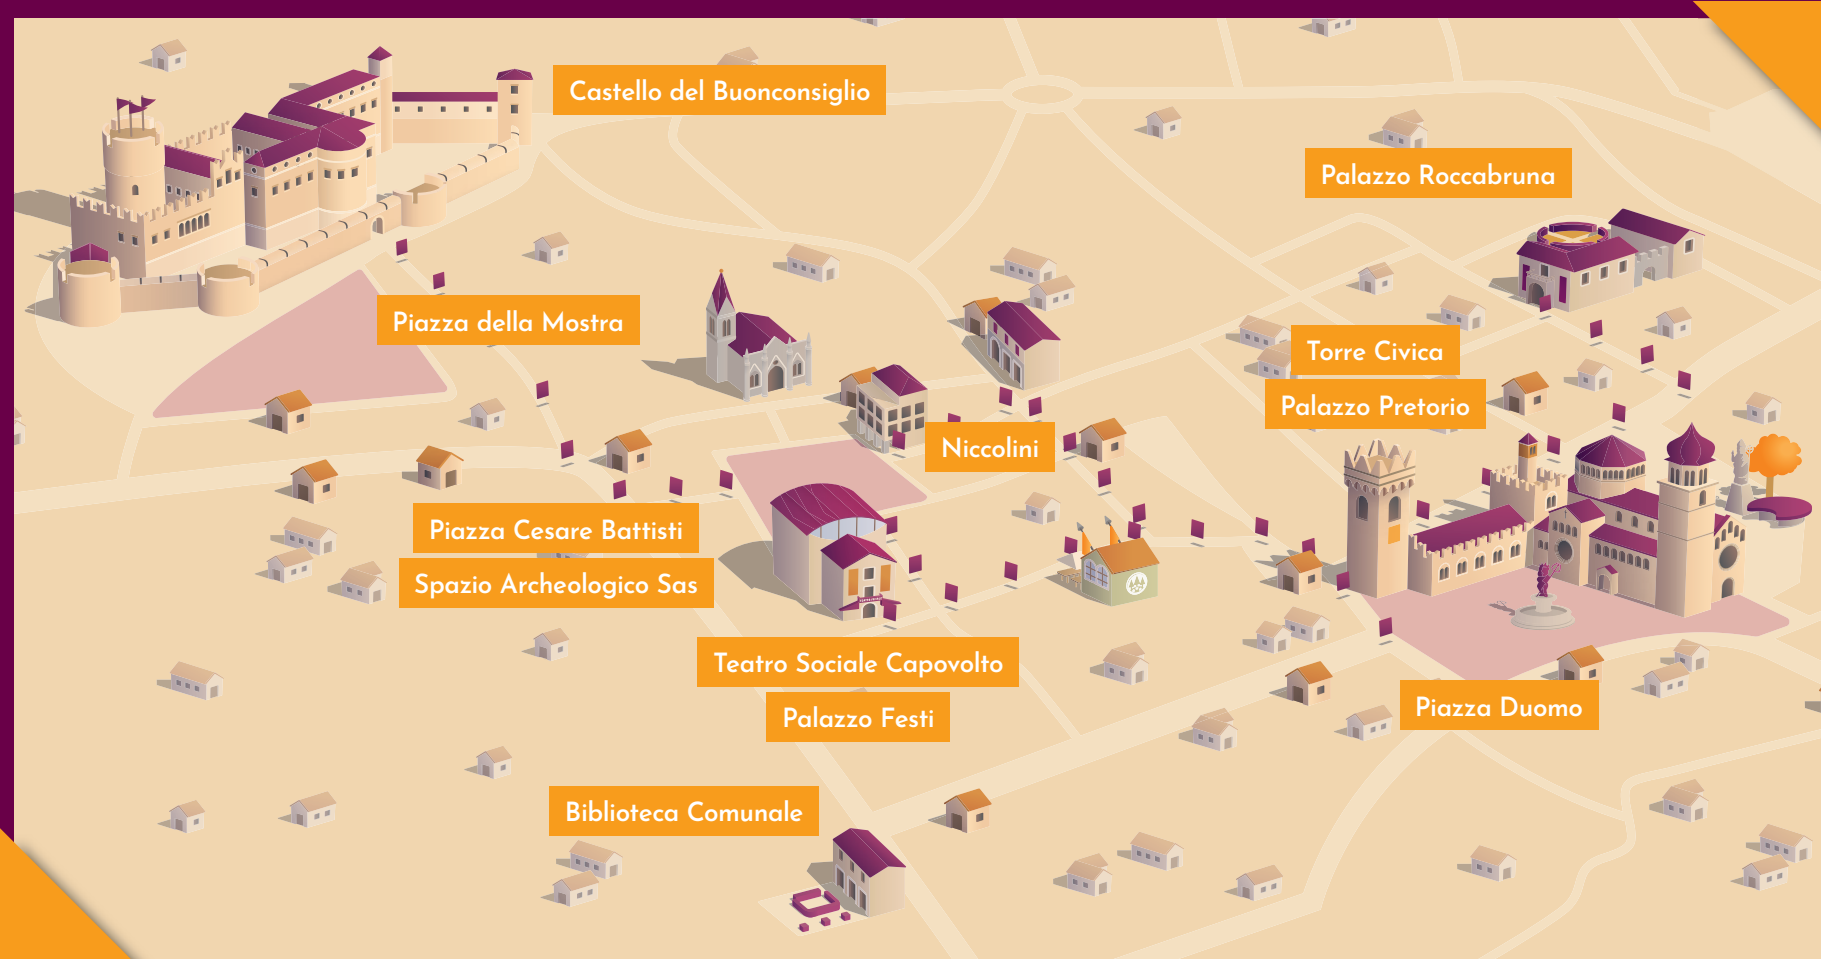 Castello del Buonconsiglio
Palazzo Roccabruna
Piazza della Mostra
Torre Civica
Palazzo Pretorio
Niccolini
Piazza Cesare Battisti
Spazio Archeologico Sas
Teatro Sociale Capovolto
Palazzo Festi
Piazza Duomo
Biblioteca Comunale